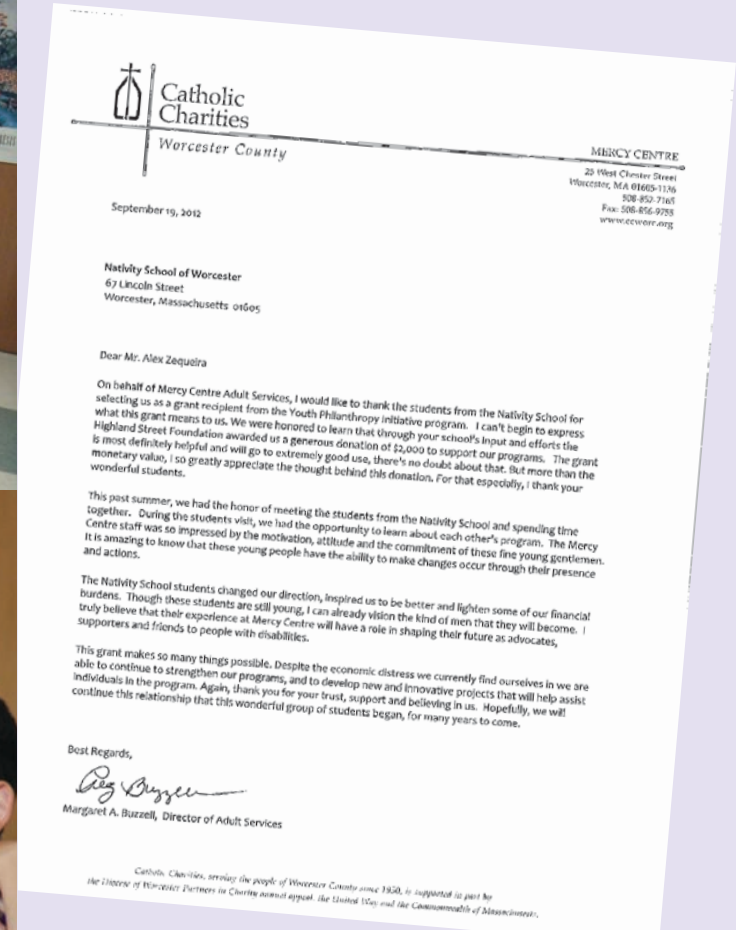 Catholic
Charities
Worcester County
MERCY CENTRE
25 West Chester Street
Worcester, MA 01605-1136
508-852-7165
Fax: 508-856-9755
www.ccworc.org
September 19, 2012
Nativity School of Worcester
67 Lincoln Street
Worcester, Massachusetts 01605
Dear Mr. Alex Zequeira
On behalf of Mercy Centre Adult Services, I would like to thank the students from the Nativity School for
selecting us as a grant recipient from the Youth Philanthropy Initiative program. I can't begin to express
what this grant means to us. We were honored to learn that through your school's input and efforts the
Highland Street Foundation awarded us a generous donation of $2,000 to support our programs. The grant
is most definitely helpful and will go to extremely good use, there's no doubt about that. But more than the
monetary value, I so greatly appreciate the thought behind this donation. For that especially, I thank your
wonderful students.
This past summer, we had the honor of meeting the students from the Nativity School and spending time
together. During the students visit, we had the opportunity to learn about each other's program. The Mercy
Centre staff was so impressed by the motivation, attitude and the commitment of these fine young gentlemen.
It is amazing to know that these young people have the ability to make changes occur through their presence
and actions.
The Nativity School students changed our direction, inspired us to be better and lighten some of our financial
burdens. Though these students are still young, I can already vision the kind of men that they will become. I
truly believe that their experience at Mercy Centre will have a role in shaping their future as advocates,
supporters and friends to people with disabilities.
This grant makes so many things possible. Despite the economic distress we currently find ourselves in we are
able to continue to strengthen our programs, and to develop new and innovative projects that will help assist
individuals in the program. Again, thank you for your trust, support and believing in us. Hopefully, we will
continue this relationship that this wonderful group of students began, for many years to come.
Best Regards,
Peg Buzzell
Margaret A. Buzzell, Director of Adult Services
Catholic Charities, serving the people of Worcester County since 1950, is supported in part by
the Diocese of Worcester Partners in Charity annual appeal, the United Way and the Commonwealth of Massachusetts.